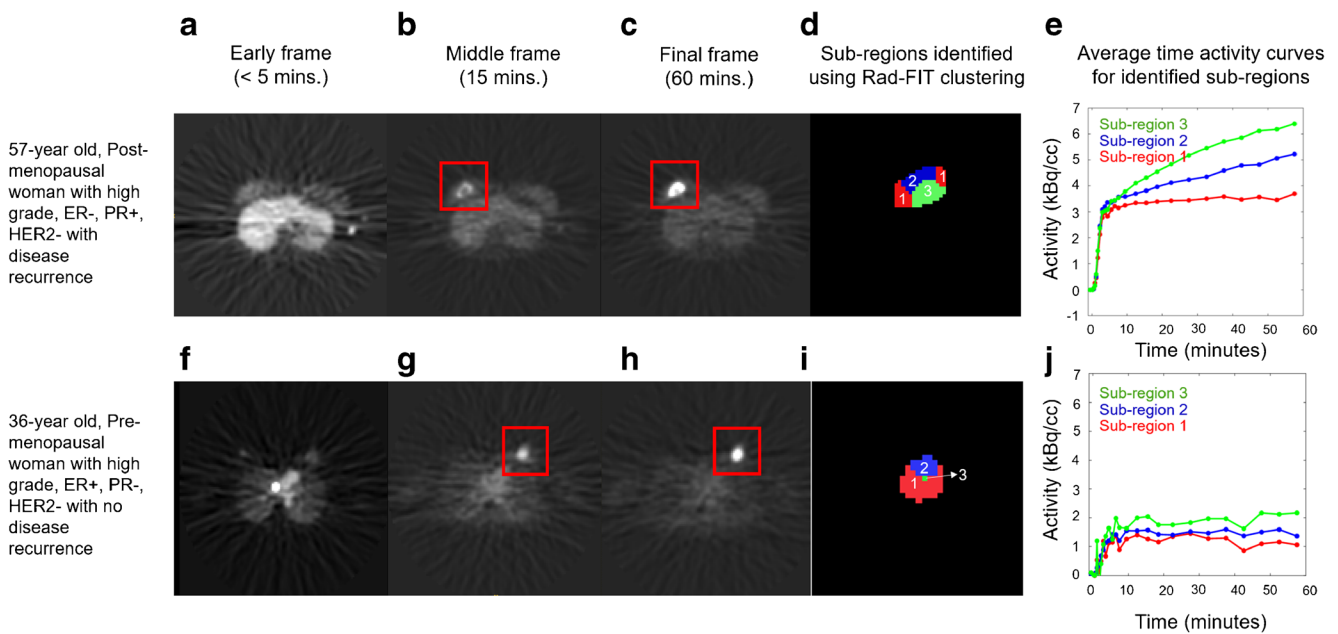 a
Early frame
(< 5 mins.)
b
Middle frame
(15 mins.)
c
Final frame
(60 mins.)
d
Sub-regions identified
using Rad-FIT clustering
e
Average time activity curves
for identified sub-regions
57-year old, Post-
menopausal
woman with high
grade, ER-, PR+,
HER2- with
disease
recurrence
1
2
3
1
7
6
5
4
3
2
1
0
-1
Activity (kBq/cc)
Sub-region 3
Sub-region 2
Sub-region 1
0
10
20
30
40
50
60
Time (minutes)
f
g
h
i
j
36-year old, Pre-
menopausal
woman with high
grade, ER+, PR-,
HER2- with no
disease
recurrence
2
1
3
7
6
5
4
3
2
1
0
Activity (kBq/cc)
Sub-region 3
Sub-region 2
Sub-region 1
0
10
20
30
40
50
60
Time (minutes)